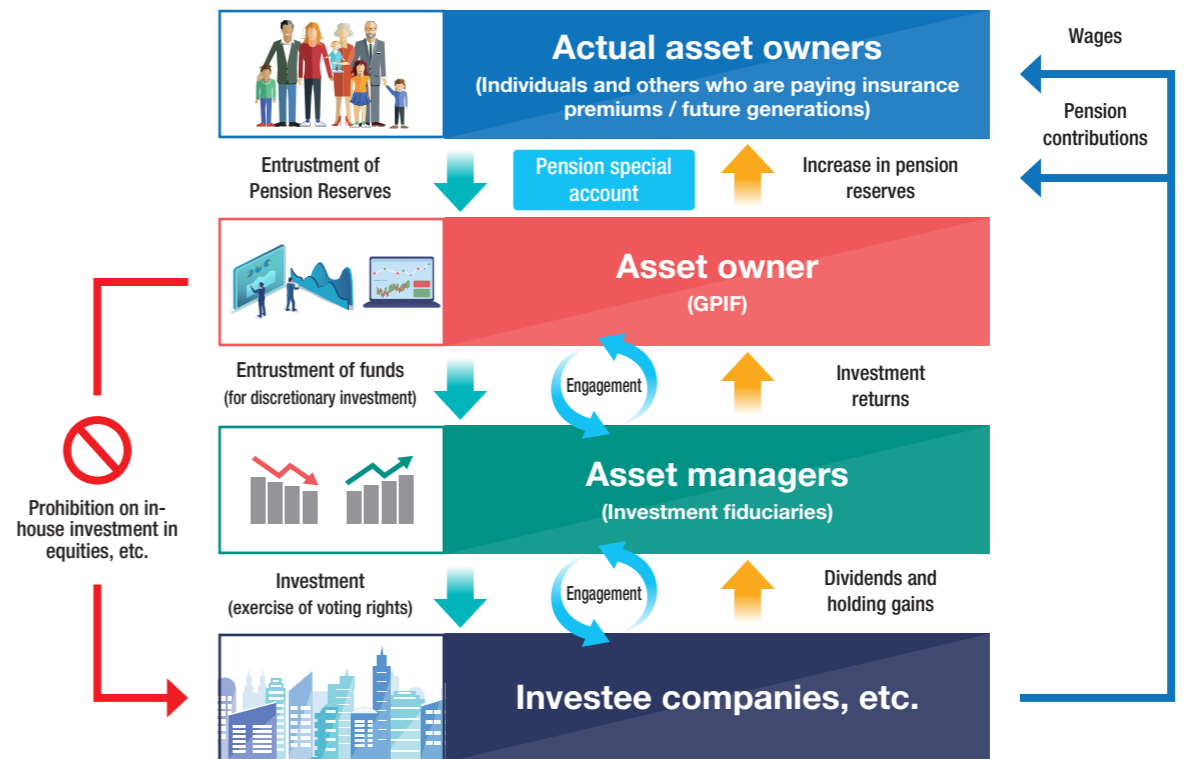 Actual asset owners
(Individuals and others who are paying insurance
premiums / future generations)
Wages
Pension
contributions
Entrustment of
Pension Reserves
Pension special
account
Increase in pension
reserves
Asset owner
(GPIF)
Entrustment of funds
(for discretionary investment)
Engagement
Investment
returns
Prohibition on in-
house investment in
equities, etc.
Asset managers
(Investment fiduciaries)
Investment
(exercise of voting rights)
Engagement
Dividends and
holding gains
Investee companies, etc.